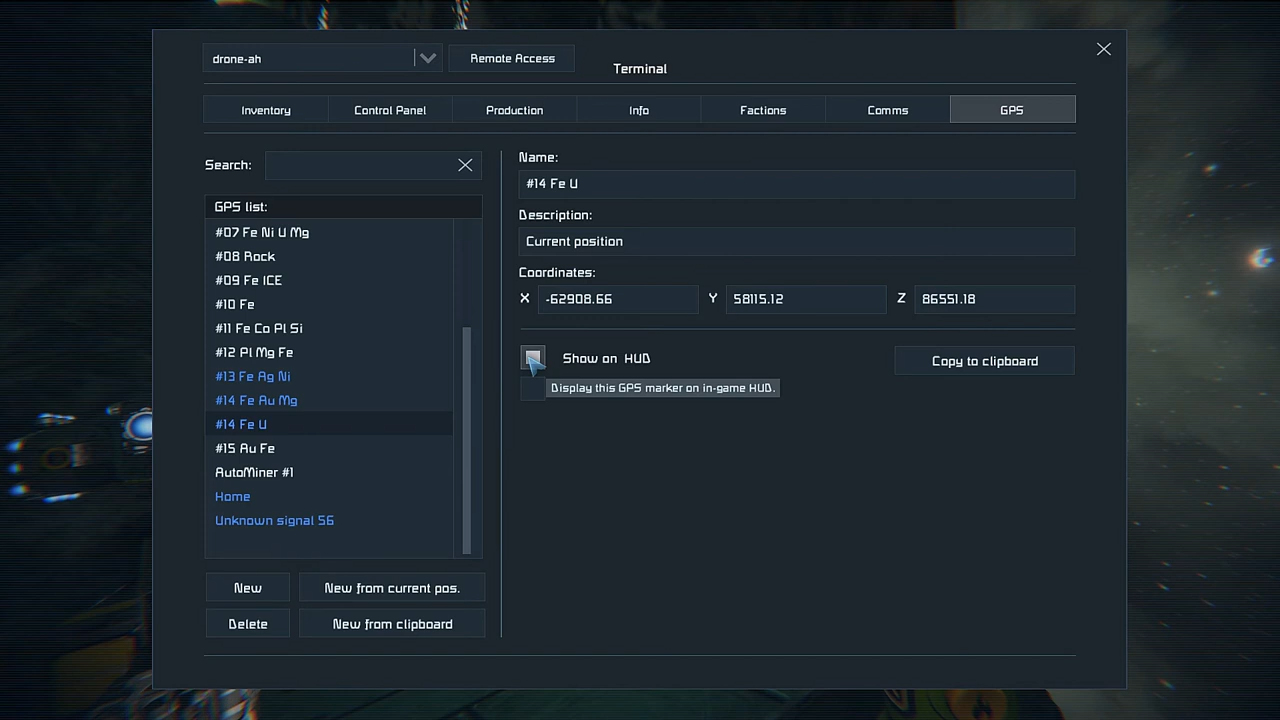 drone-ah
Remote Access
Terminal
Inventory
Control Panel
Production
Info
Factions
Comms
GPS
Search:
GPS list:
#07 Fe Ni U Mg
#08 Rock
#09 Fe ICE
#10 Fe
#11 Fe Co Pl Si
#12 Pl Mg Fe
#13 Fe Ag Ni
#14 Fe Au Mg
#14 Fe U
#15 Au Fe
AutoMiner #1
Home
Unknown signal 56
New
New from current pos.
Delete
New from clipboard
Name:
#14 Fe U
Description:
Current position
Coordinates:
X -62908.66 Y 58115.12 Z 86551.18
Show on HUD
Copy to clipboard
Display this GPS marker on in-game HUD.